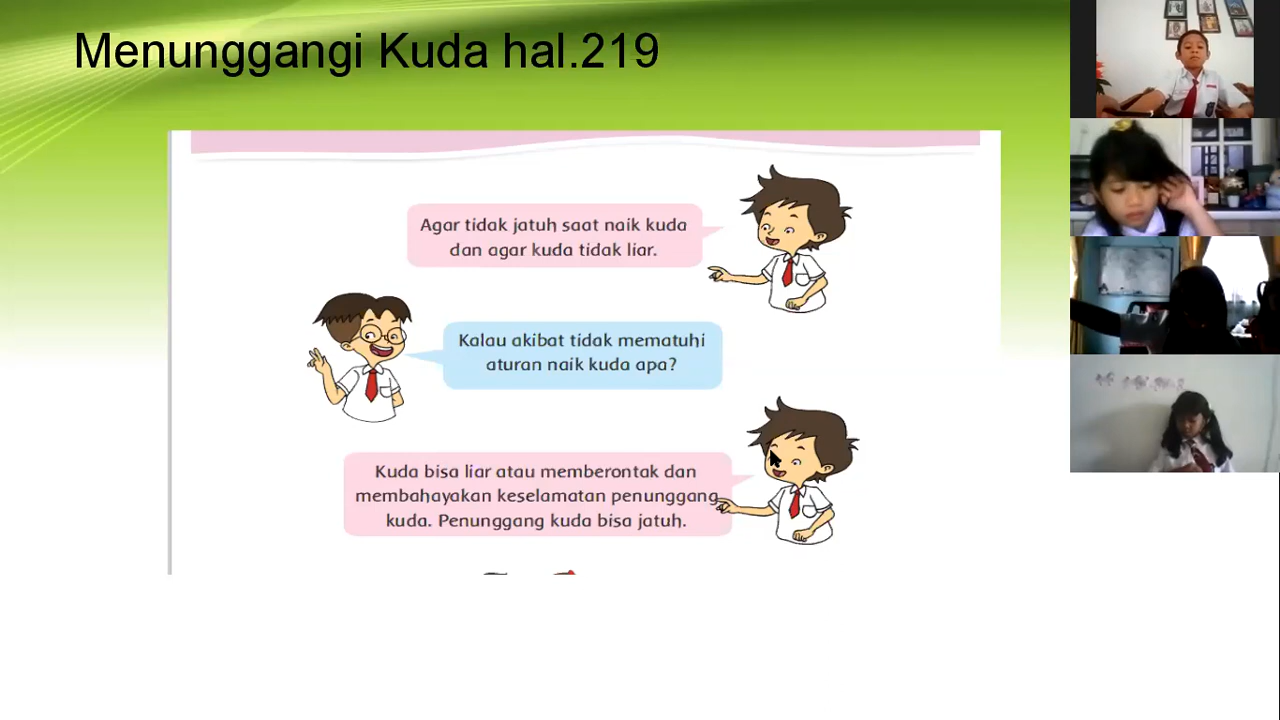 Menunggangi Kuda hal.219
Agar tidak jatuh saat naik kuda
dan agar kuda tidak liar.
Kalau akibat tidak mematuhi
aturan naik kuda apa?
Kuda bisa liar atau memberontak dan
membahayakan keselamatan penunggang
kuda. Penunggang kuda bisa jatuh.